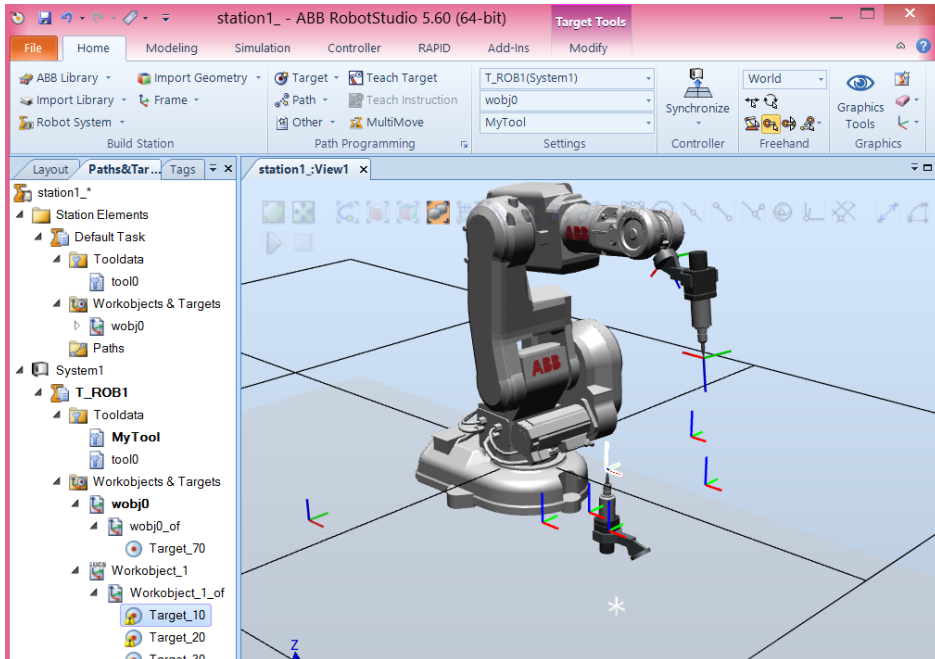 station1_ - ABB RobotStudio 5.60 (64-bit)
Target Tools
File Home Modeling Simulation Controller RAPID Add-Ins Modify
ABB Library
Import Geometry
Import Library
Frame
Robot System
Build Station
Target
Teach Target
Path
Teach Instruction
Other
MultiMove
Path Programming
T_ROB1(System1)
wobj0
MyTool
Settings
Synchronize
Controller
World
Freehand
Graphics
Tools
Graphics
Layout Paths&Tar... Tags
station1_:View1
station1_*
Station Elements
Default Task
Tooldata
tool0
Workobjects & Targets
wobj0
Paths
System1
T_ROB1
Tooldata
MyTool
tool0
Workobjects & Targets
wobj0
wobj0_of
Target_70
UCS
Workobject_1
Workobject_1_of
Target_10
Target_20
ABB
ABB
Z